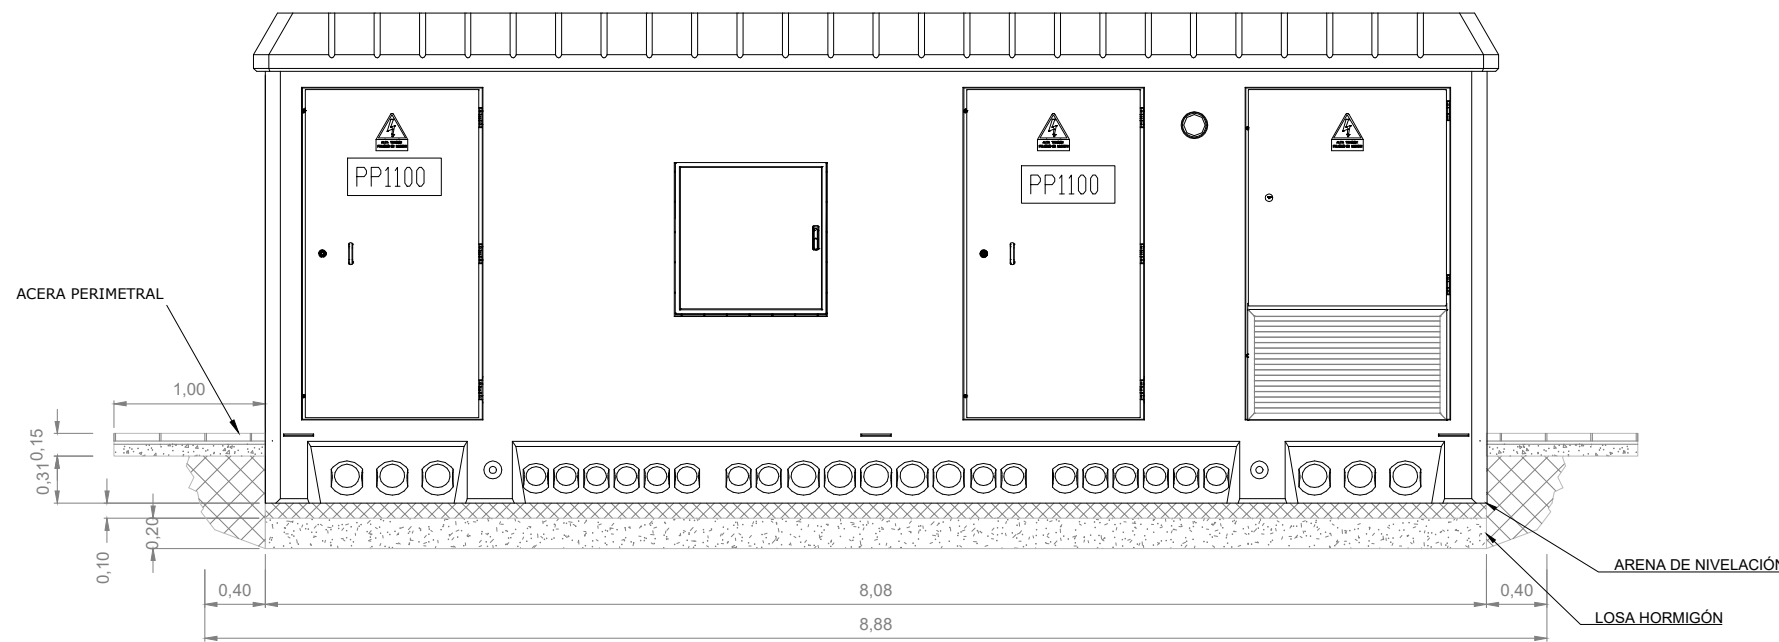 PP1100
PP1100
ACERA PERIMETRAL
1,00
0,15
0,31
0,20
0,10
0,40
8,08
0,40
8,88
ARENA DE NIVELACIÓN
LOSA HORMIGÓN